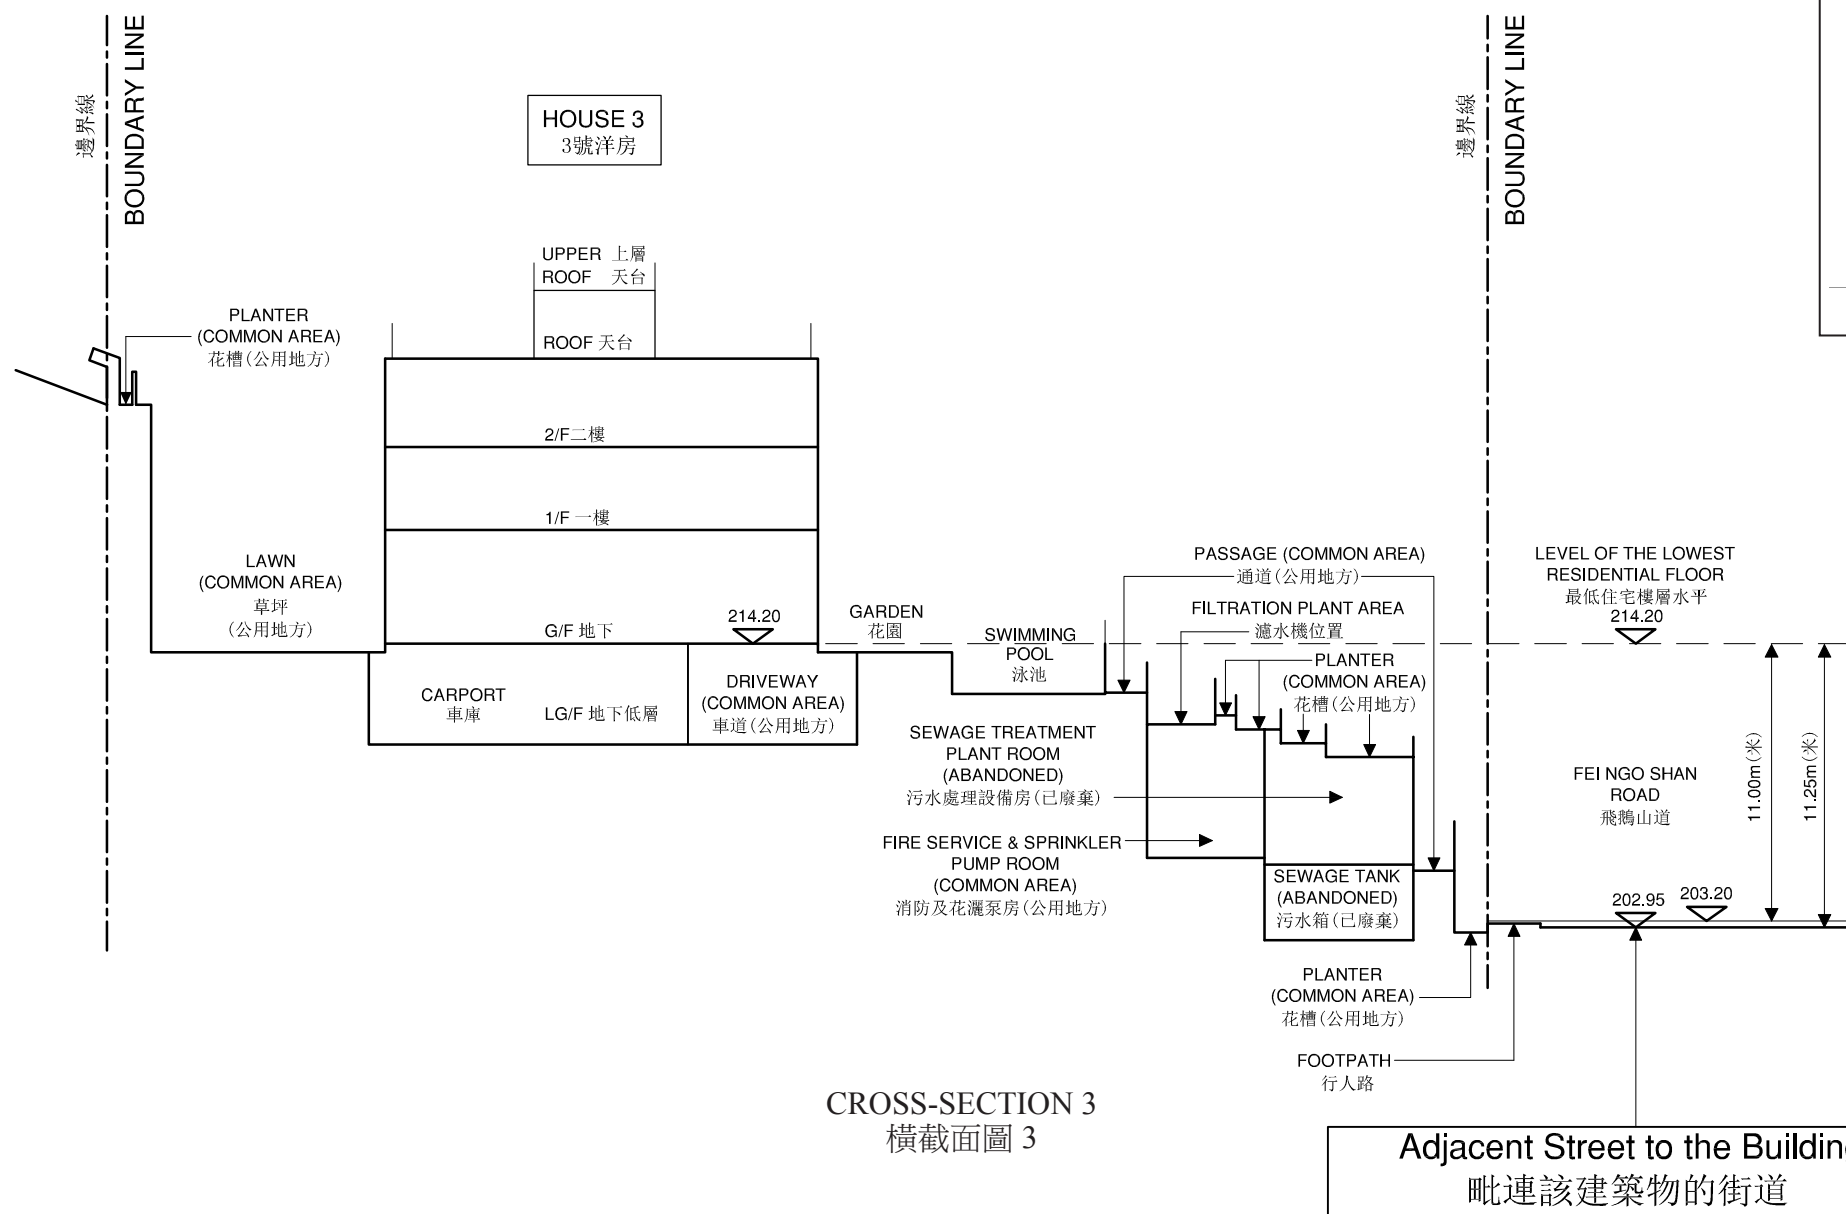 邊界線
BOUNDARY LINE
HOUSE 3
3號洋房
邊界線
BOUNDARY LINE
UPPER 上層
ROOF 天台
ROOF 天台
PLANTER
(COMMON AREA)
花槽(公用地方)
2/F二樓
1/F 一樓
LAWN
(COMMON AREA)
草坪
(公用地方)
G/F 地下
214.20
GARDEN
花園
SWIMMING
POOL
泳池
PASSAGE (COMMON AREA)
通道(公用地方)
FILTRATION PLANT AREA
濾水機位置
PLANTER
(COMMON AREA)
花槽(公用地方)
LEVEL OF THE LOWEST
RESIDENTIAL FLOOR
最低住宅樓層水平
214.20
CARPORT
車庫
LG/F 地下低層
DRIVEWAY
(COMMON AREA)
車道(公用地方)
SEWAGE TREATMENT
PLANT ROOM
(ABANDONED)
污水處理設備房(已廢棄)
FIRE SERVICE & SPRINKLER
PUMP ROOM
(COMMON AREA)
消防及花灑泵房(公用地方)
SEWAGE TANK
(ABANDONED)
污水箱(已廢棄)
FEI NGO SHAN
ROAD
飛鵝山道
11.00m(米)
11.25m(米)
202.95
203.20
PLANTER
(COMMON AREA)
花槽(公用地方)
FOOTPATH
行人路
CROSS-SECTION 3
橫截面圖 3
Adjacent Street to the Building
毗連該建築物的街道